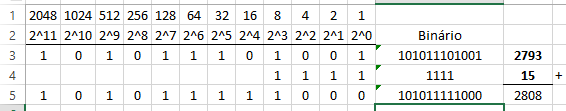 1 2048 1024 512 256 128 64 32 16 8 4 2 1
2 2^11 2^10 2^9 2^8 2^7 2^6 2^5 2^4 2^3 2^2 2^1 2^0 Binário
3 1 0 1 0 1 1 1 0 1 0 0 1 101011101001 2793
4 1 1 1 1 1111 15 +
5 1 0 1 0 1 1 1 1 1 0 0 0 101011111000 2808